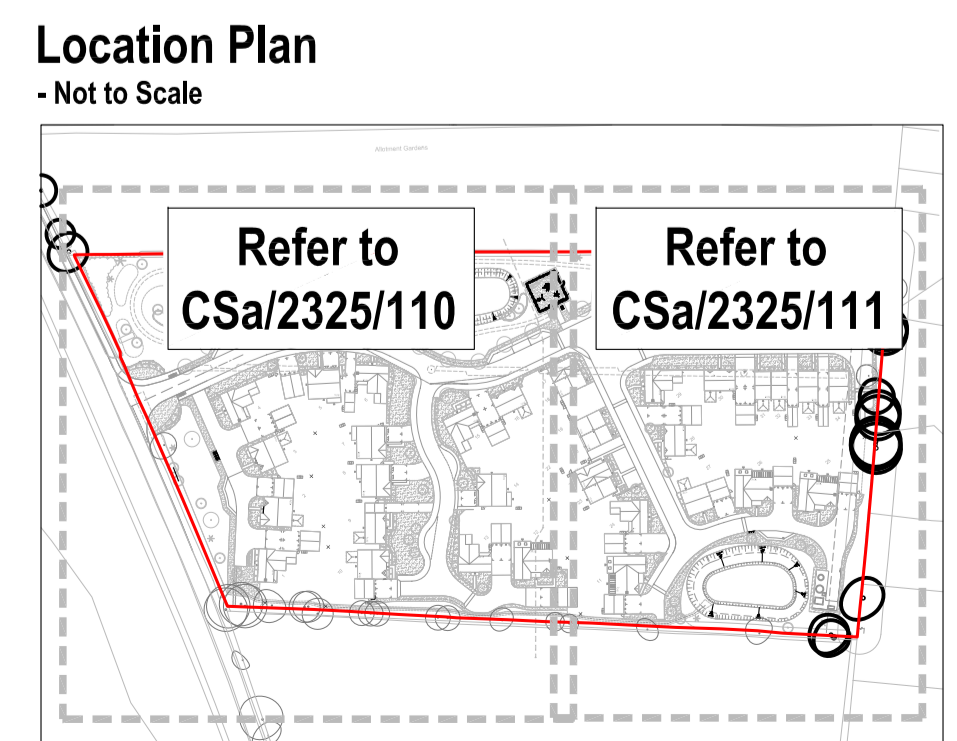 Location Plan
- Not to Scale
Allotment Gardens
Refer to
CSa/2325/110
Refer to
CSa/2325/111